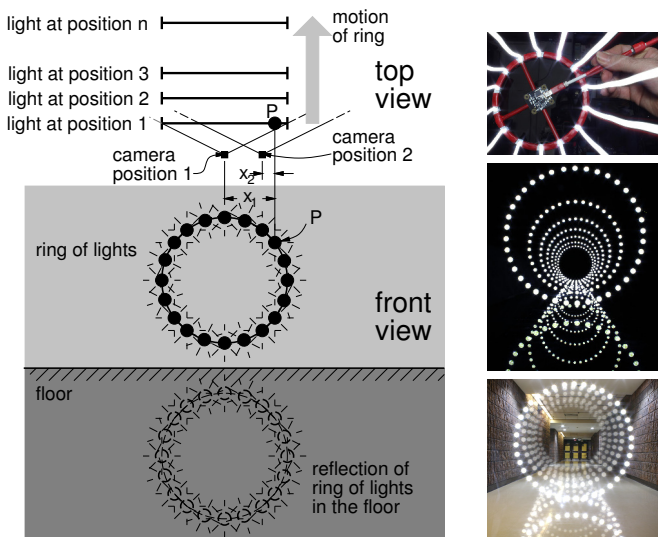 light at position n
motion
of ring
light at position 3
light at position 2
light at position 1
top
view
P
camera
position 1
camera
position 2
x2
x1
P
ring of lights
front
view
floor
reflection of
ring of lights
in the floor